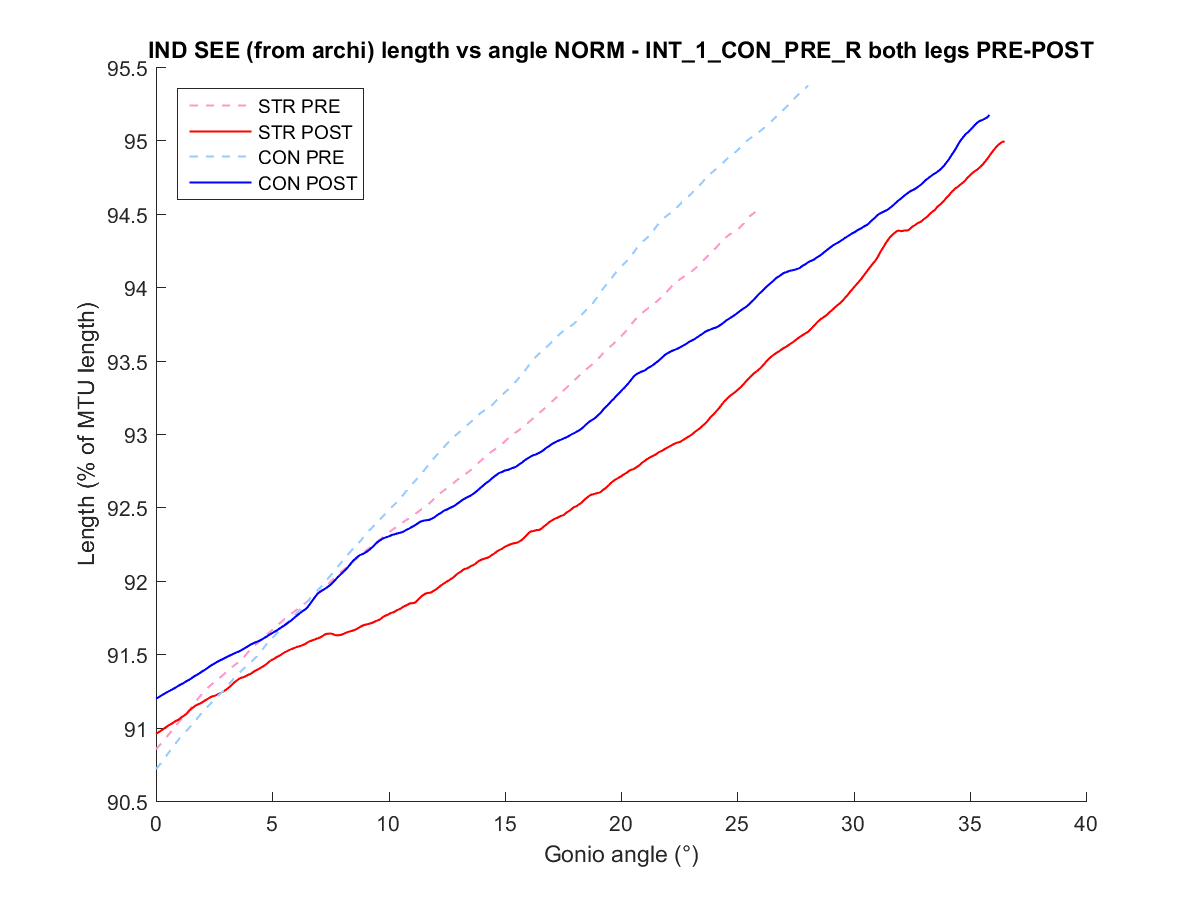 IND SEE (from archi) length vs angle NORM - INT_1_CON_PRE_R both legs PRE-POST
95.5
95
94.5
94
93.5
93
92.5
92
91.5
91
90.5
Length (% of MTU length)
STR PRE
STR POST
CON PRE
CON POST
0
5
10
15
20
25
30
35
40
Gonio angle (°)